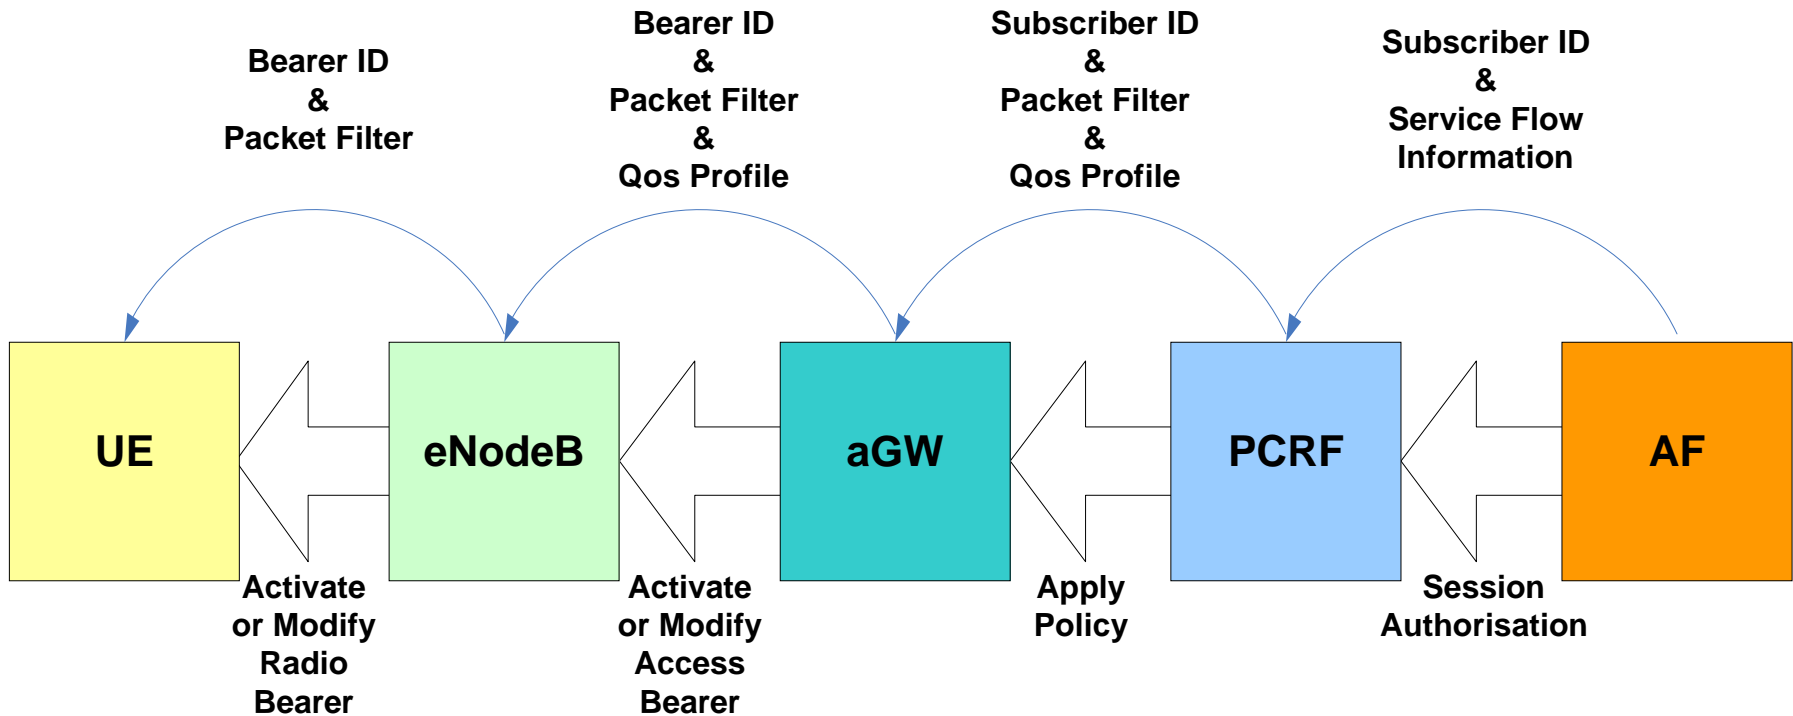 Bearer ID
&
Packet Filter
Bearer ID
&
Packet Filter
&
Qos Profile
Subscriber ID
&
Packet Filter
&
Qos Profile
Subscriber ID
&
Service Flow
Information
UE
eNodeB
aGW
PCRF
AF
Activate
or Modify
Radio
Bearer
Activate
or Modify
Access
Bearer
Apply
Policy
Session
Authorisation